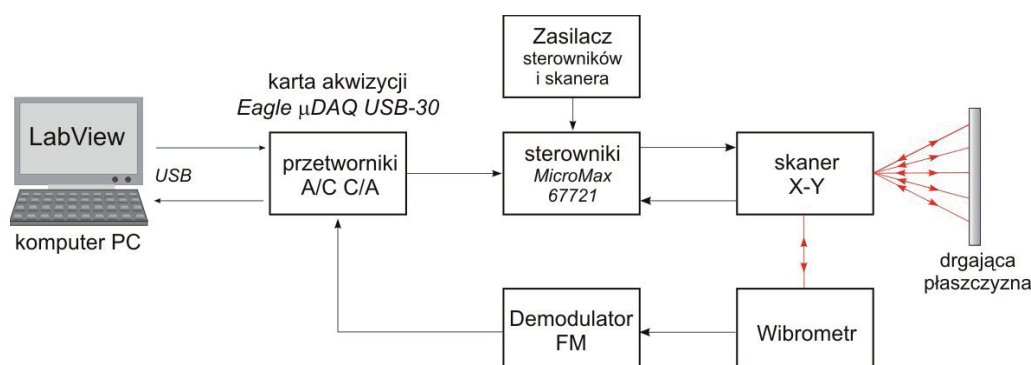 Zasilacz
sterowników
i skanera
karta akwizycji
Eagle µDAQ USB-30
LabView
USB
komputer PC
przetworniki
A/C C/A
sterowniki
MicroMax
67721
skaner
X-Y
drgająca
płaszczyzna
Demodulator
FM
Wibrometr